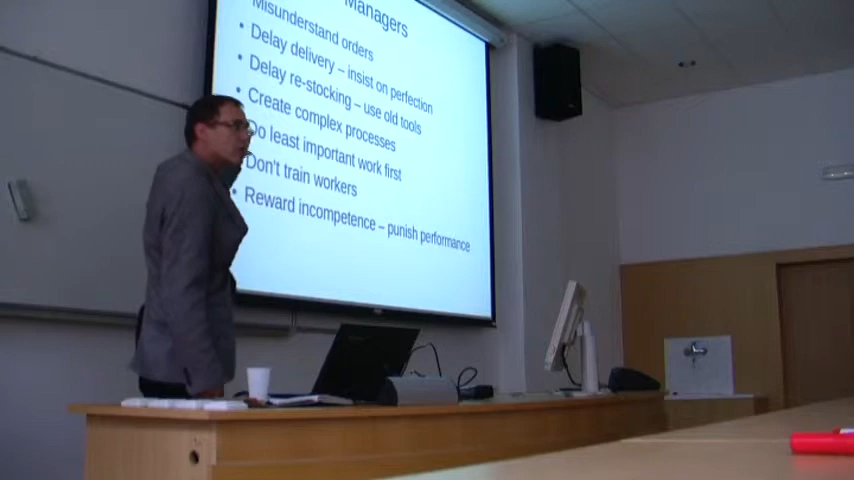 Managers
Misunderstand orders
• Delay delivery – insist on perfection
• Delay re-stocking – use old tools
• Create complex processes
Do least important work first
Don't train workers
• Reward incompetence – punish performance